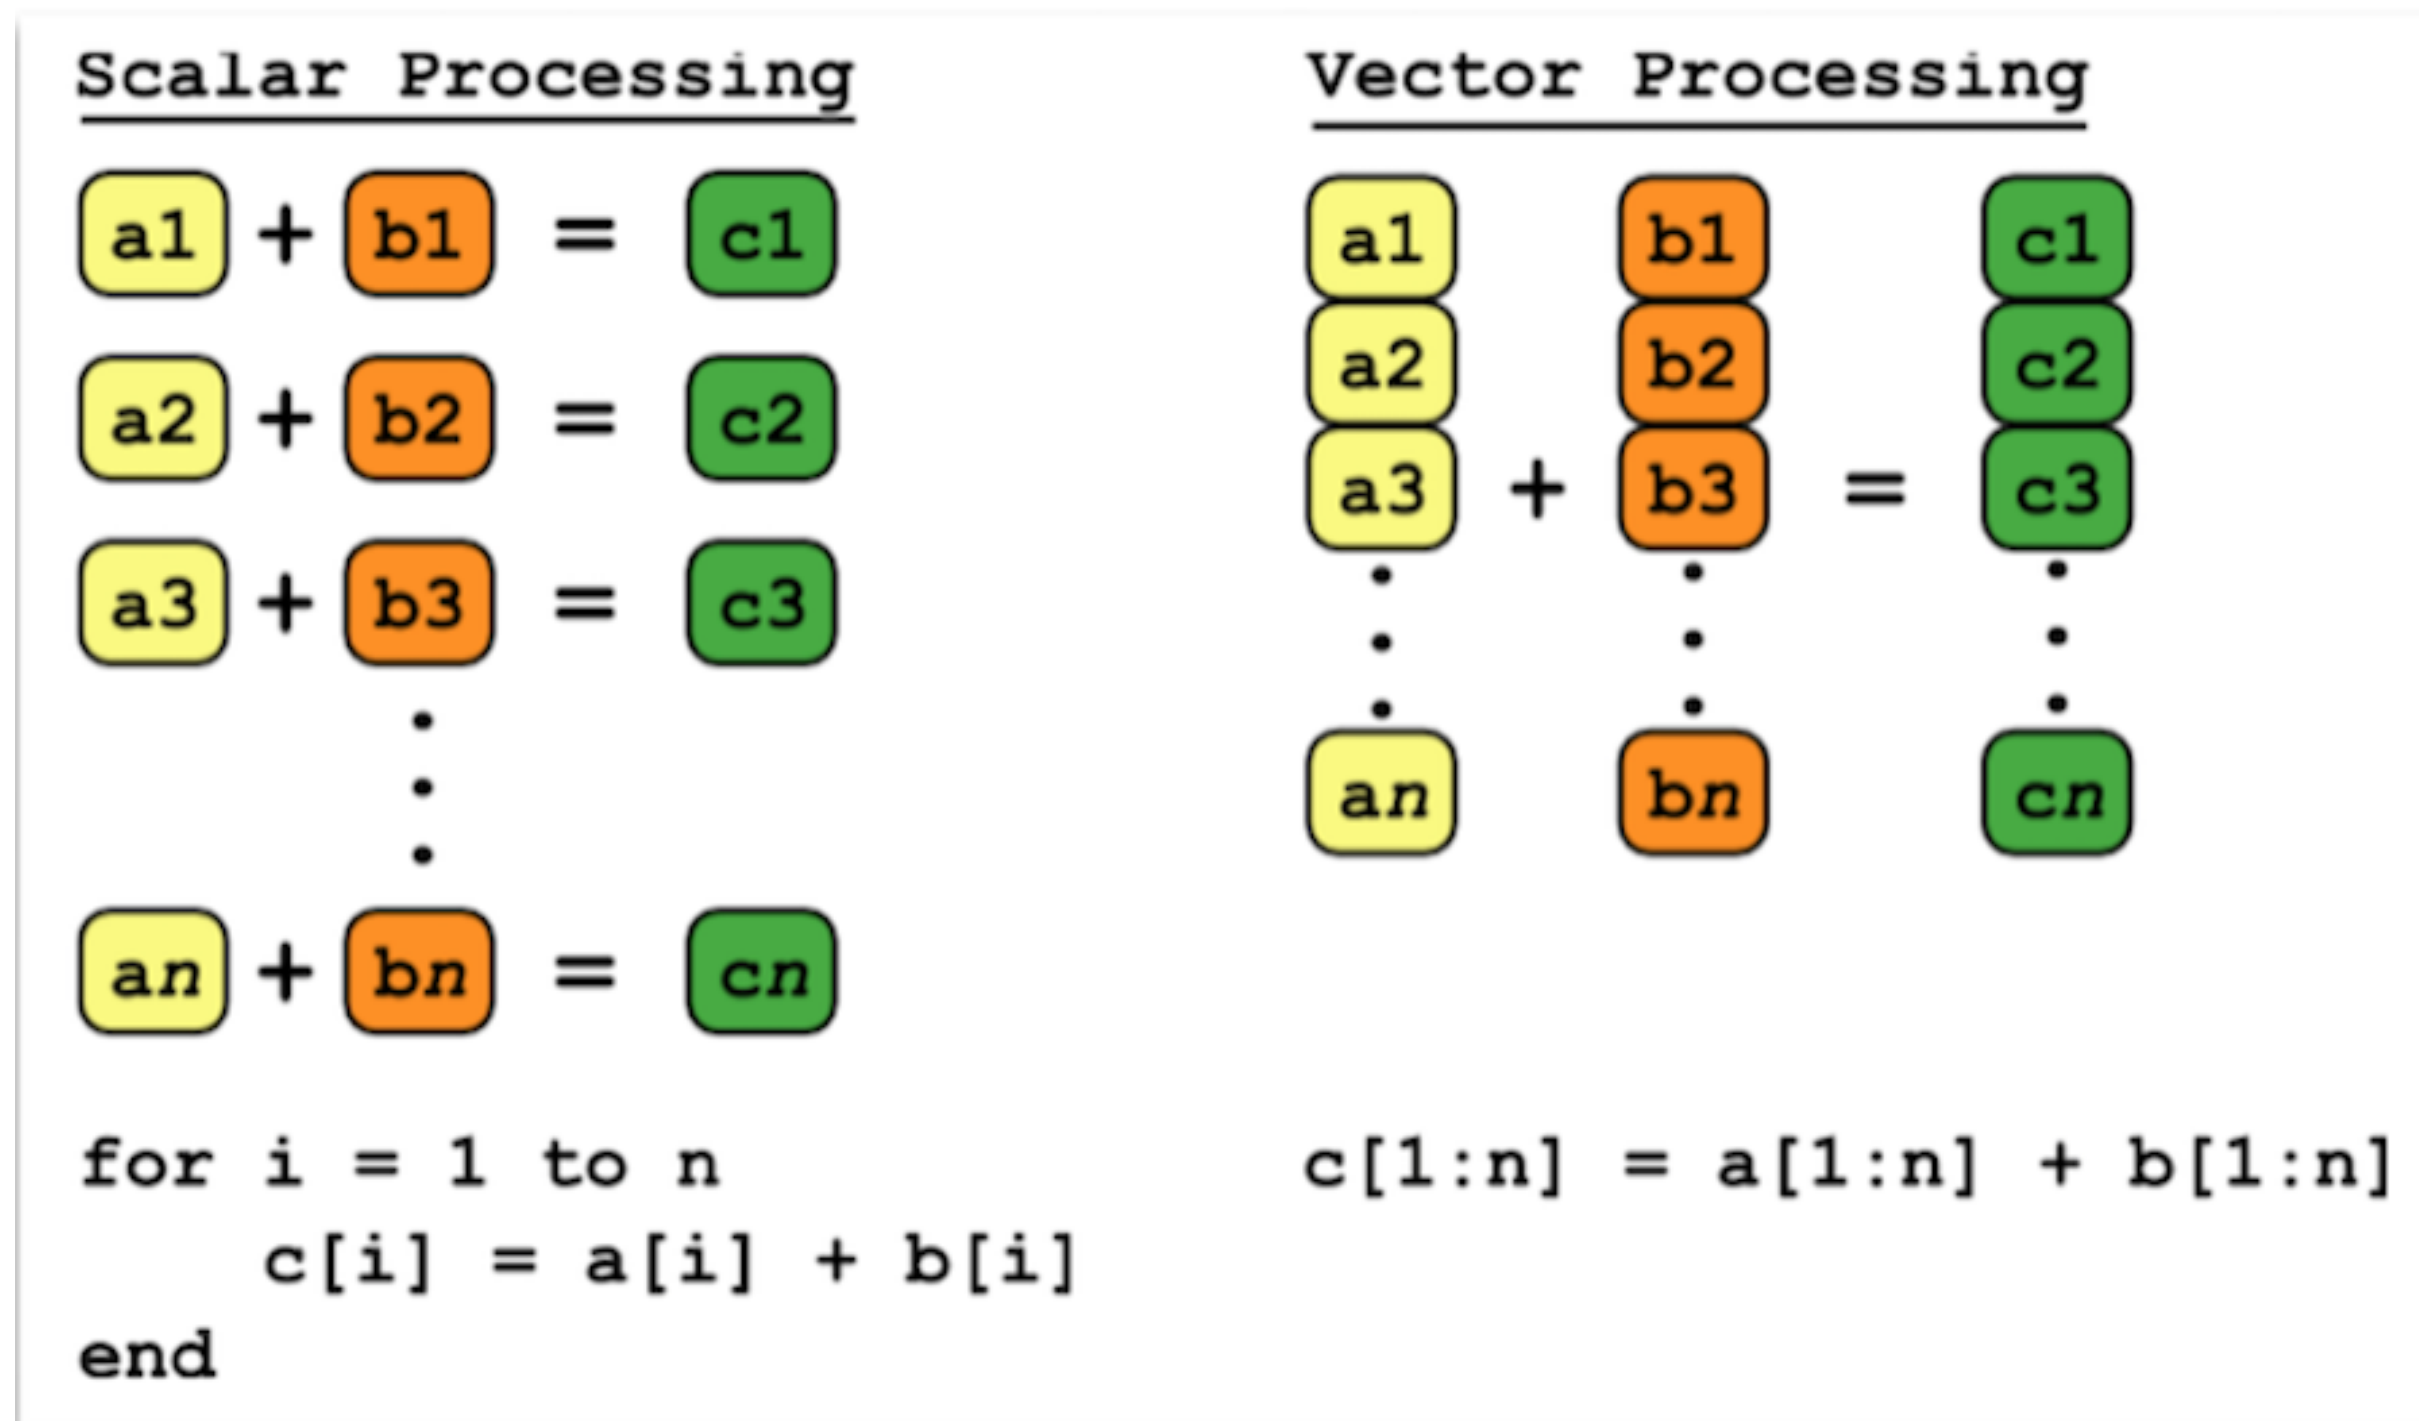 Scalar Processing
a1 + b1 = c1
a2 + b2 = c2
a3 + b3 = c3
an + bn = cn
for i = 1 to n
c[i] = a[i] + b[i]
end
Vector Processing
a1 b1 c1
a2 b2 c2
a3 + b3 = c3
an bn cn
c[1:n] = a[1:n] + b[1:n]